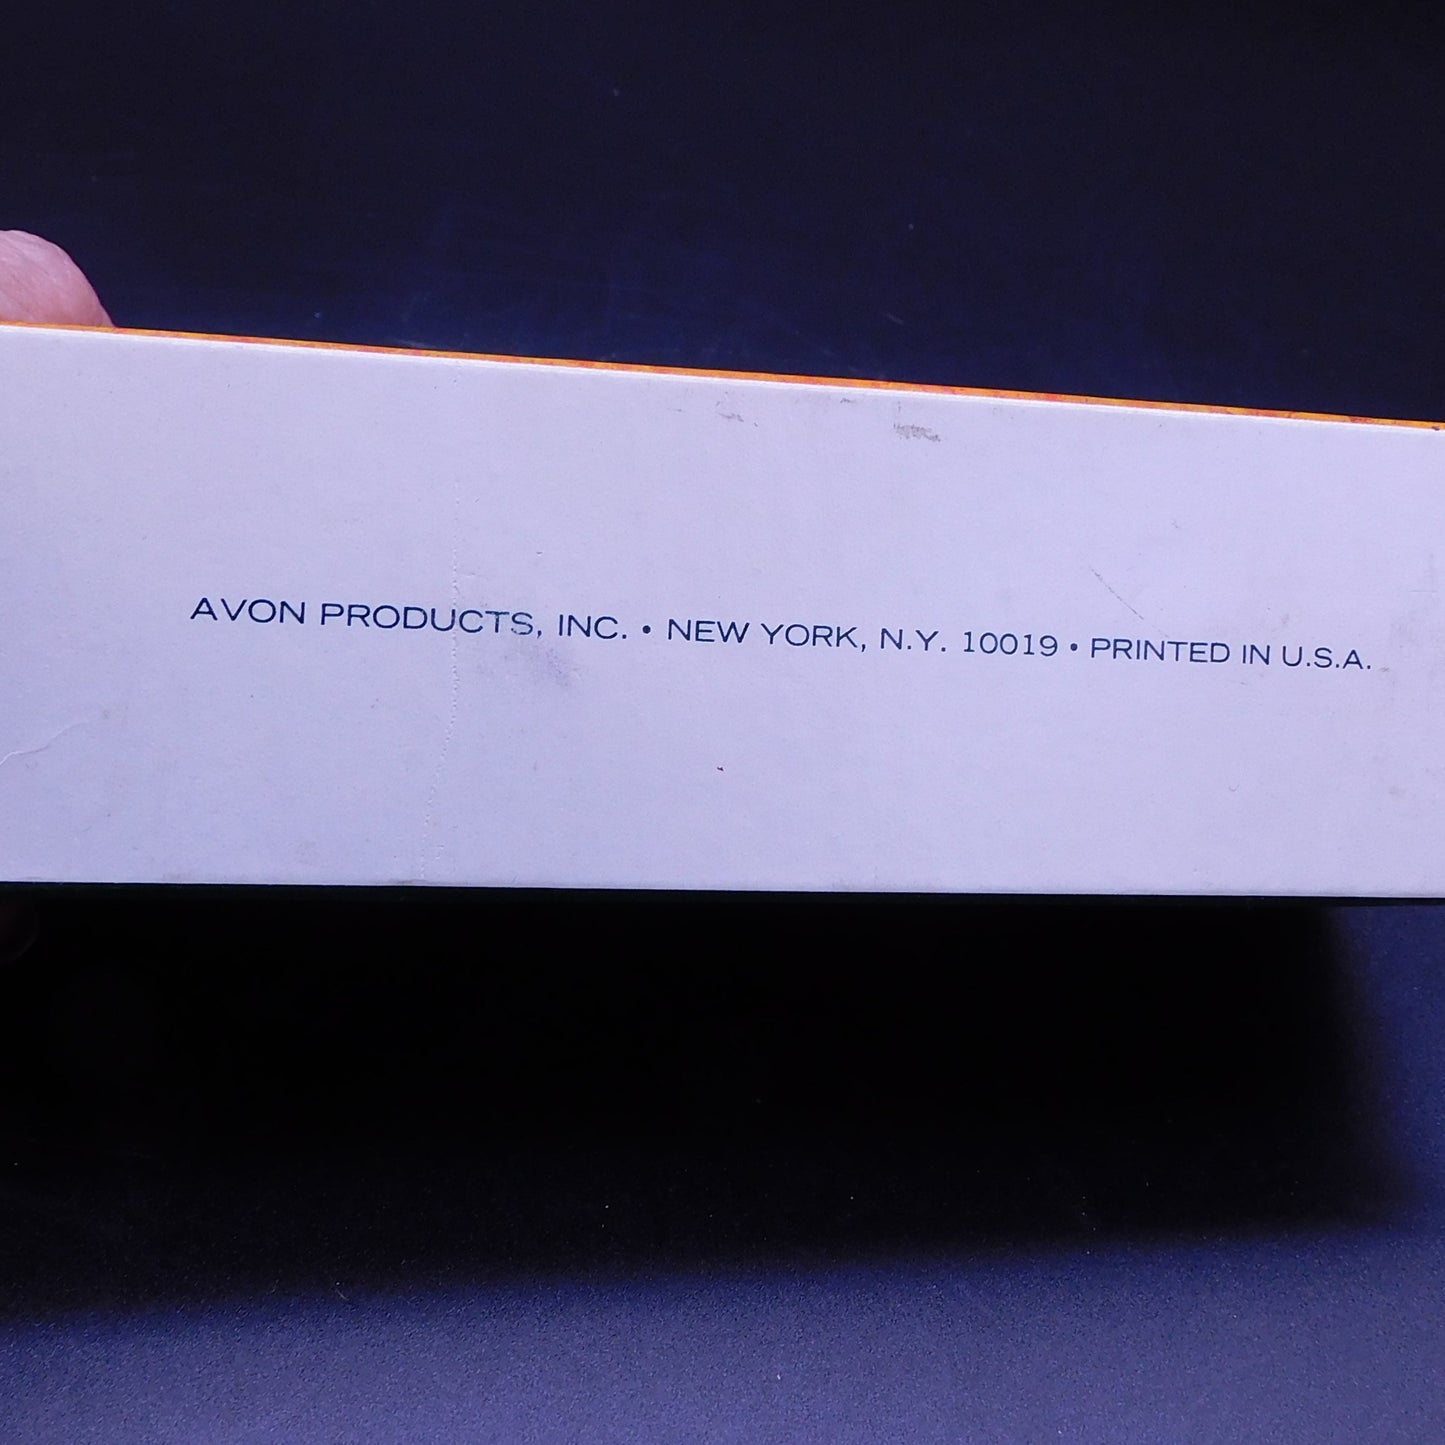 AVON PRODUCTS, INC. • NEW YORK, N.Y. 10019 • PRINTED IN U.S.A.